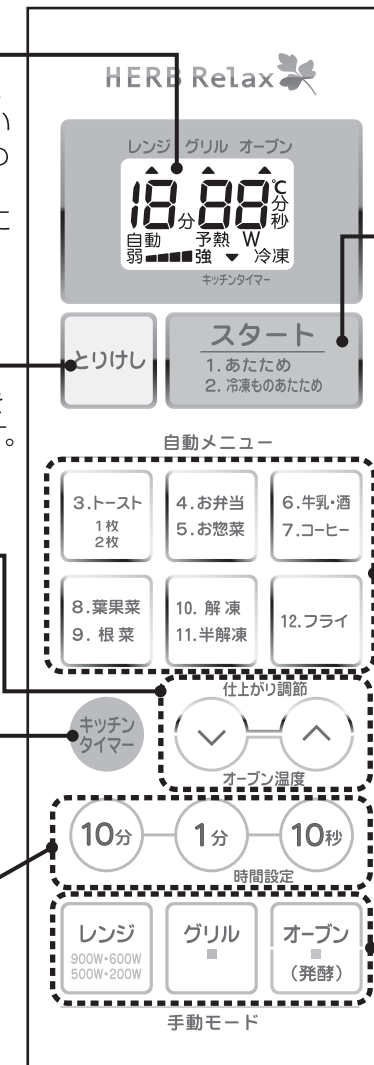 い
の
に
を
。
HERB Relax
レンジ グリル オーブン
18分88℃分秒
自動 予熱 W
弱 強 冷凍
キッチンタイマー
とりけし
スタート
1.あたため
2.冷凍ものあたため
自動メニュー
3.トースト
1枚
2枚
4.お弁当
5.お惣菜
6.牛乳・酒
7.コーヒー
8.葉果菜
9.根菜
10.解凍
11.半解凍
12.フライ
仕上がり調節
キッチン
タイマー
オーブン温度
10分
1分
10秒
時間設定
レンジ
900W・600W
500W・200W
グリル
オーブン
(発酵)
手動モード